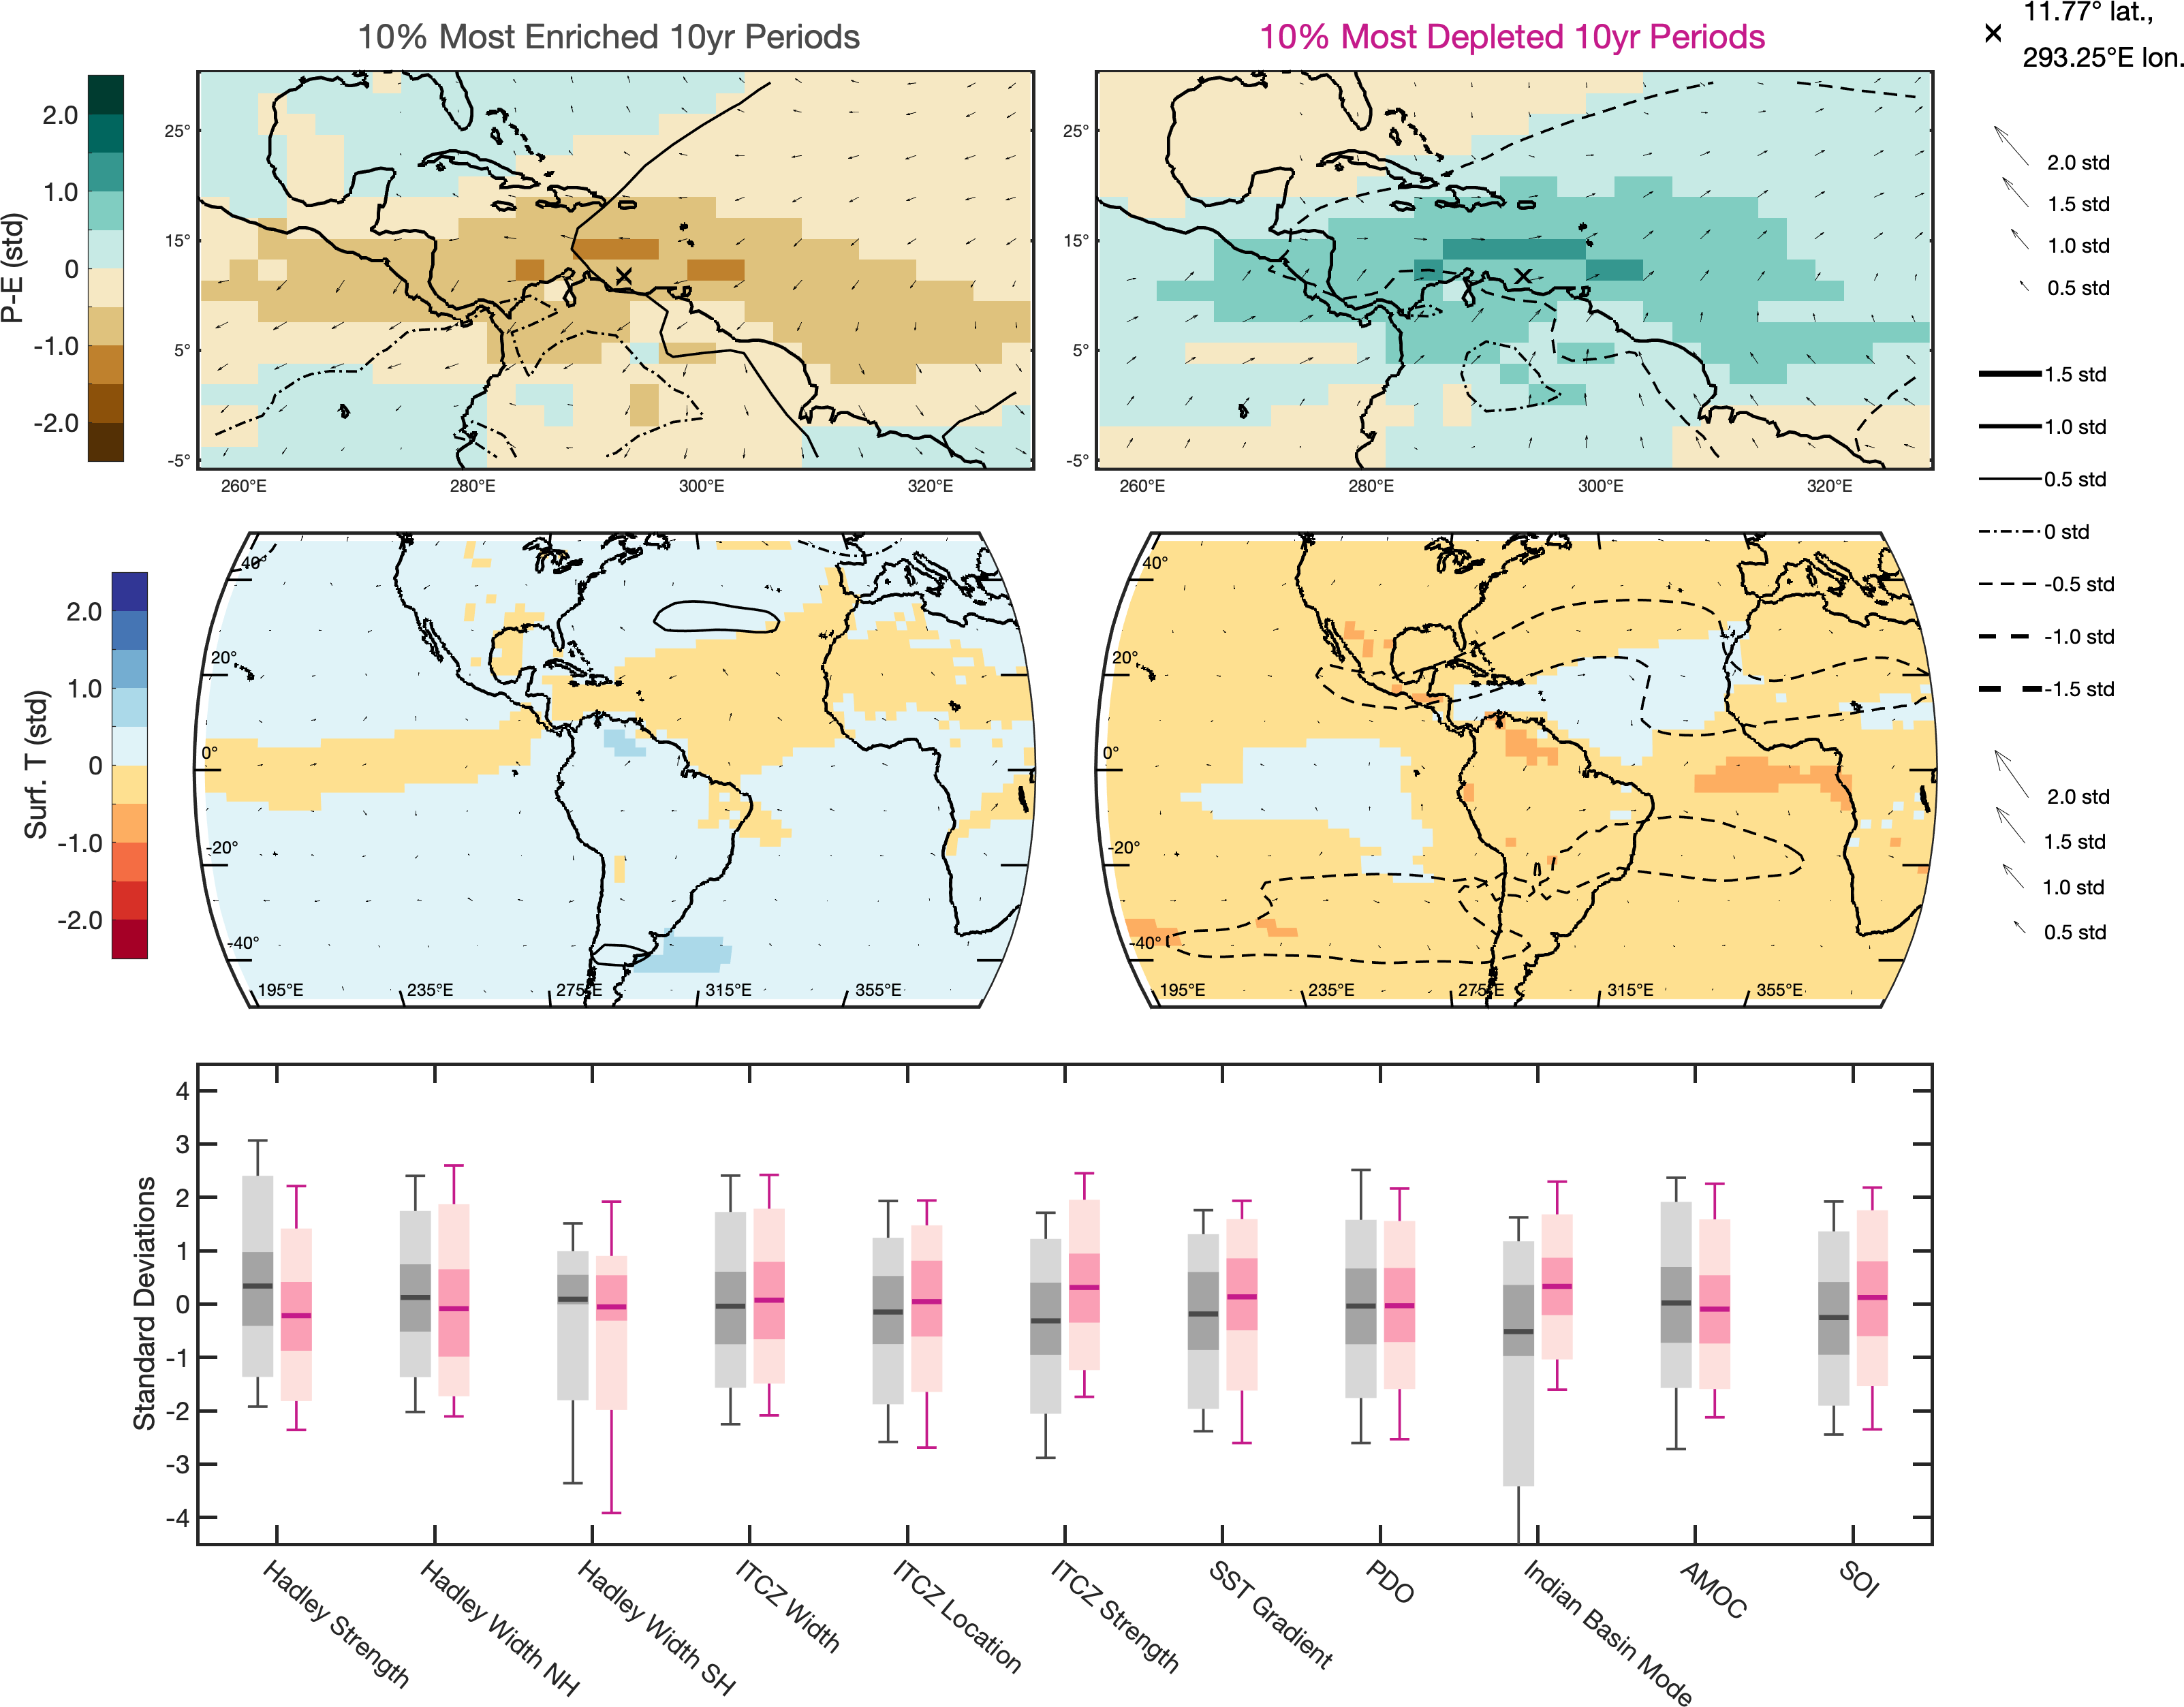 10% Most Enriched 10yr Periods
10% Most Depleted 10yr Periods
11.77° lat.,
293.25°E lon.
P-E (std)
2.0
1.0
0
-1.0
-2.0
25°
15°
5°
-5°
260°E
280°E
300°E
320°E
25°
15°
5°
-5°
260°E
280°E
300°E
320°E
2.0 std
1.5 std
1.0 std
0.5 std
1.5 std
1.0 std
0.5 std
0 std
-0.5 std
-1.0 std
-1.5 std
Surf. T (std)
2.0
1.0
0
-1.0
-2.0
40°
20°
0°
-20°
-40°
195°E
235°E
275°E
315°E
355°E
40°
20°
0°
-20°
-40°
195°E
235°E
275°E
315°E
355°E
2.0 std
1.5 std
1.0 std
0.5 std
Standard Deviations
4
3
2
1
0
-1
-2
-3
-4
Hadley Strength
Hadley Width NH
Hadley Width SH
ITCZ Width
ITCZ Location
ITCZ Strength
SST Gradient
PDO
Indian Basin Mode
AMOC
SOI